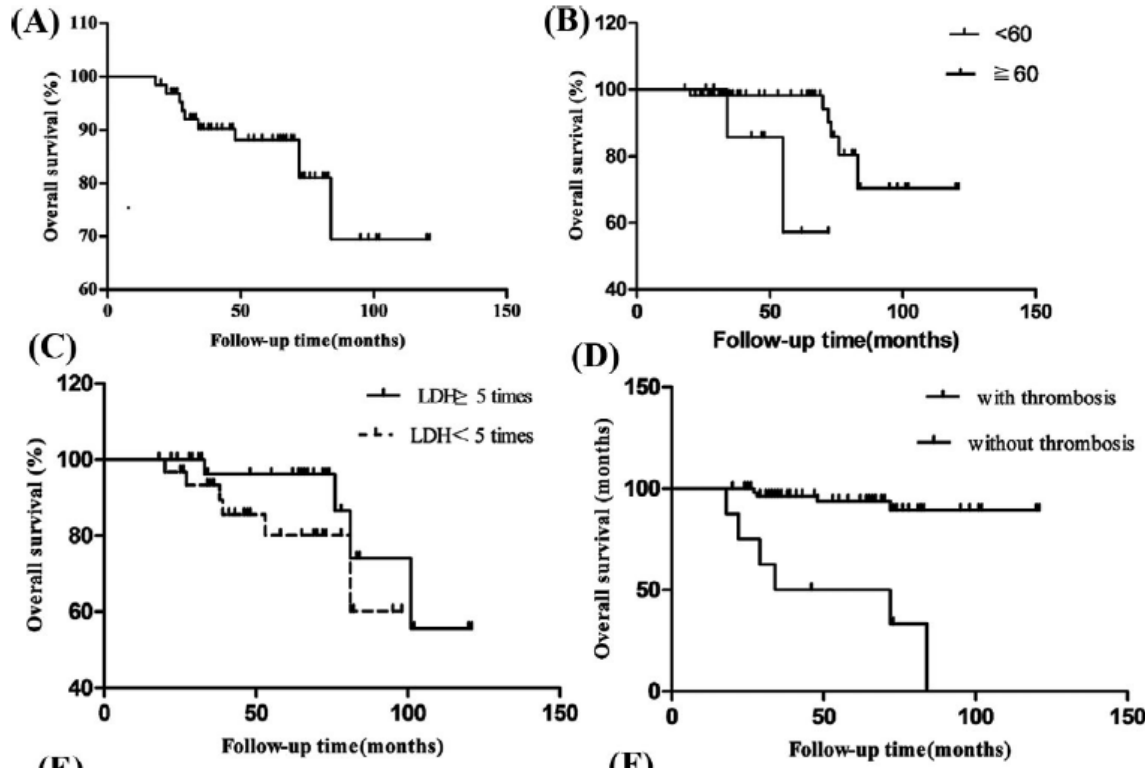 (A)
110
100
90
80
70
60
0
50
100
150
Overall survival (%)
Follow-up time(months)
(B)
120
100
80
60
40
0
50
100
150
Overall survival (%)
Follow-up time(months)
<60
≧60
(C)
120
100
80
60
40
0
50
100
150
Overall survival (%)
Follow-up time(months)
LDH≥ 5 times
LDH< 5 times
(D)
150
100
50
0
0
50
100
150
Overall survival (months)
Follow-up time(months)
with thrombosis
without thrombosis
(E)
(F)